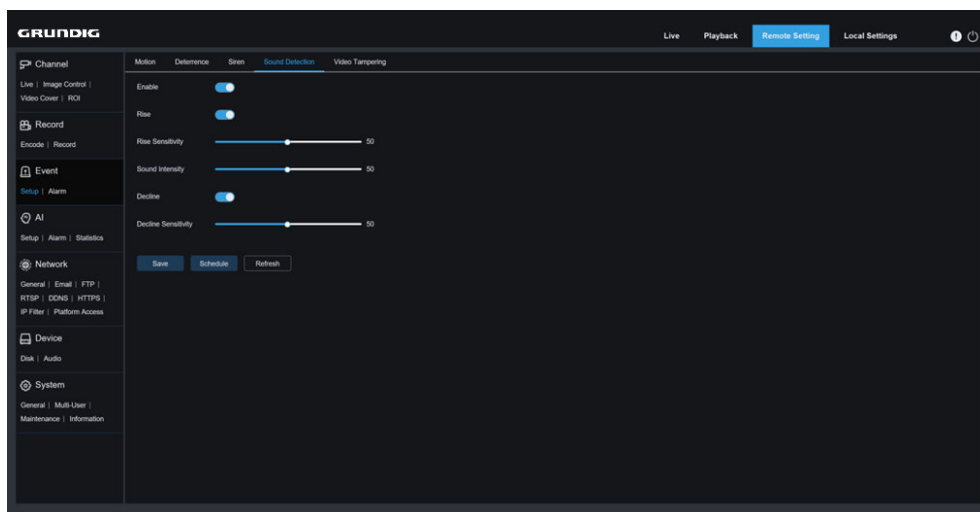 GRUNDIG
Live Playback Remote Setting Local Settings
Channel
Live | Image Control |
Video Cover | ROI
Record
Encode | Record
Event
Setup | Alarm
AI
Setup | Alarm | Statistics
Network
General | Email | FTP |
RTSP | DDNS | HTTPS |
IP Filter | Platform Access
Device
Disk | Audio
System
General | Multi-User |
Maintenance | Information
Motion Deterrence Siren Sound Detection Video Tampering
Enable
Rise
Rise Sensitivity 50
Sound Intensity 50
Decline
Decline Sensitivity 50
Save Schedule Refresh